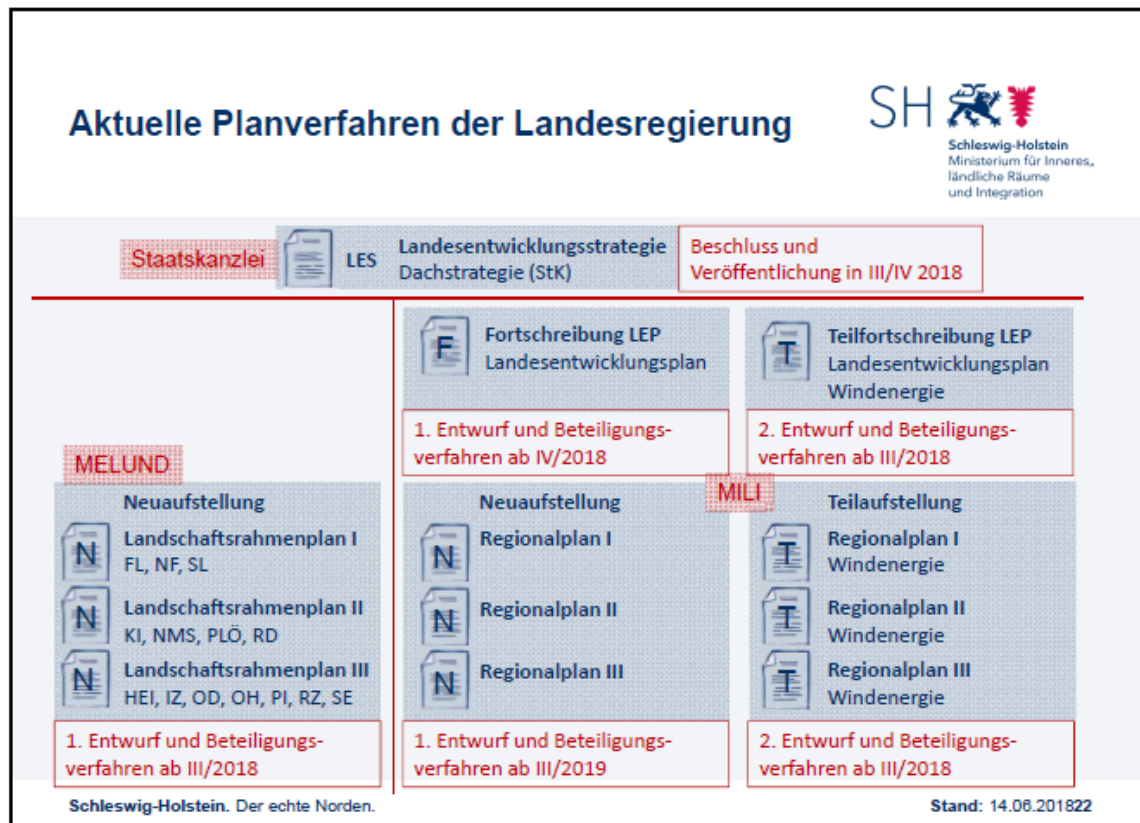 Aktuelle Planverfahren der Landesregierung
SH
Schleswig-Holstein
Ministerium für Inneres,
ländliche Räume
und Integration
Staatskanzlei
LES
Landesentwicklungsstrategie
Dachstrategie (StK)
Beschluss und
Veröffentlichung in III/IV 2018
F
Fortschreibung LEP
Landesentwicklungsplan
T
Teilfortschreibung LEP
Landesentwicklungsplan
Windenergie
1. Entwurf und Beteiligungs-
verfahren ab IV/2018
2. Entwurf und Beteiligungs-
verfahren ab III/2018
MELUND
MILI
Neuaufstellung
N
Landschaftsrahmenplan I
FL, NF, SL
N
Landschaftsrahmenplan II
KI, NMS, PLÖ, RD
N
Landschaftsrahmenplan III
HEI, IZ, OD, OH, PI, RZ, SE
1. Entwurf und Beteiligungs-
verfahren ab III/2018
Neuaufstellung
N
Regionalplan I
N
Regionalplan II
N
Regionalplan III
1. Entwurf und Beteiligungs-
verfahren ab III/2019
Teilaufstellung
T
Regionalplan I
Windenergie
T
Regionalplan II
Windenergie
T
Regionalplan III
Windenergie
2. Entwurf und Beteiligungs-
verfahren ab III/2018
Schleswig-Holstein. Der echte Norden.
Stand: 14.06.201822